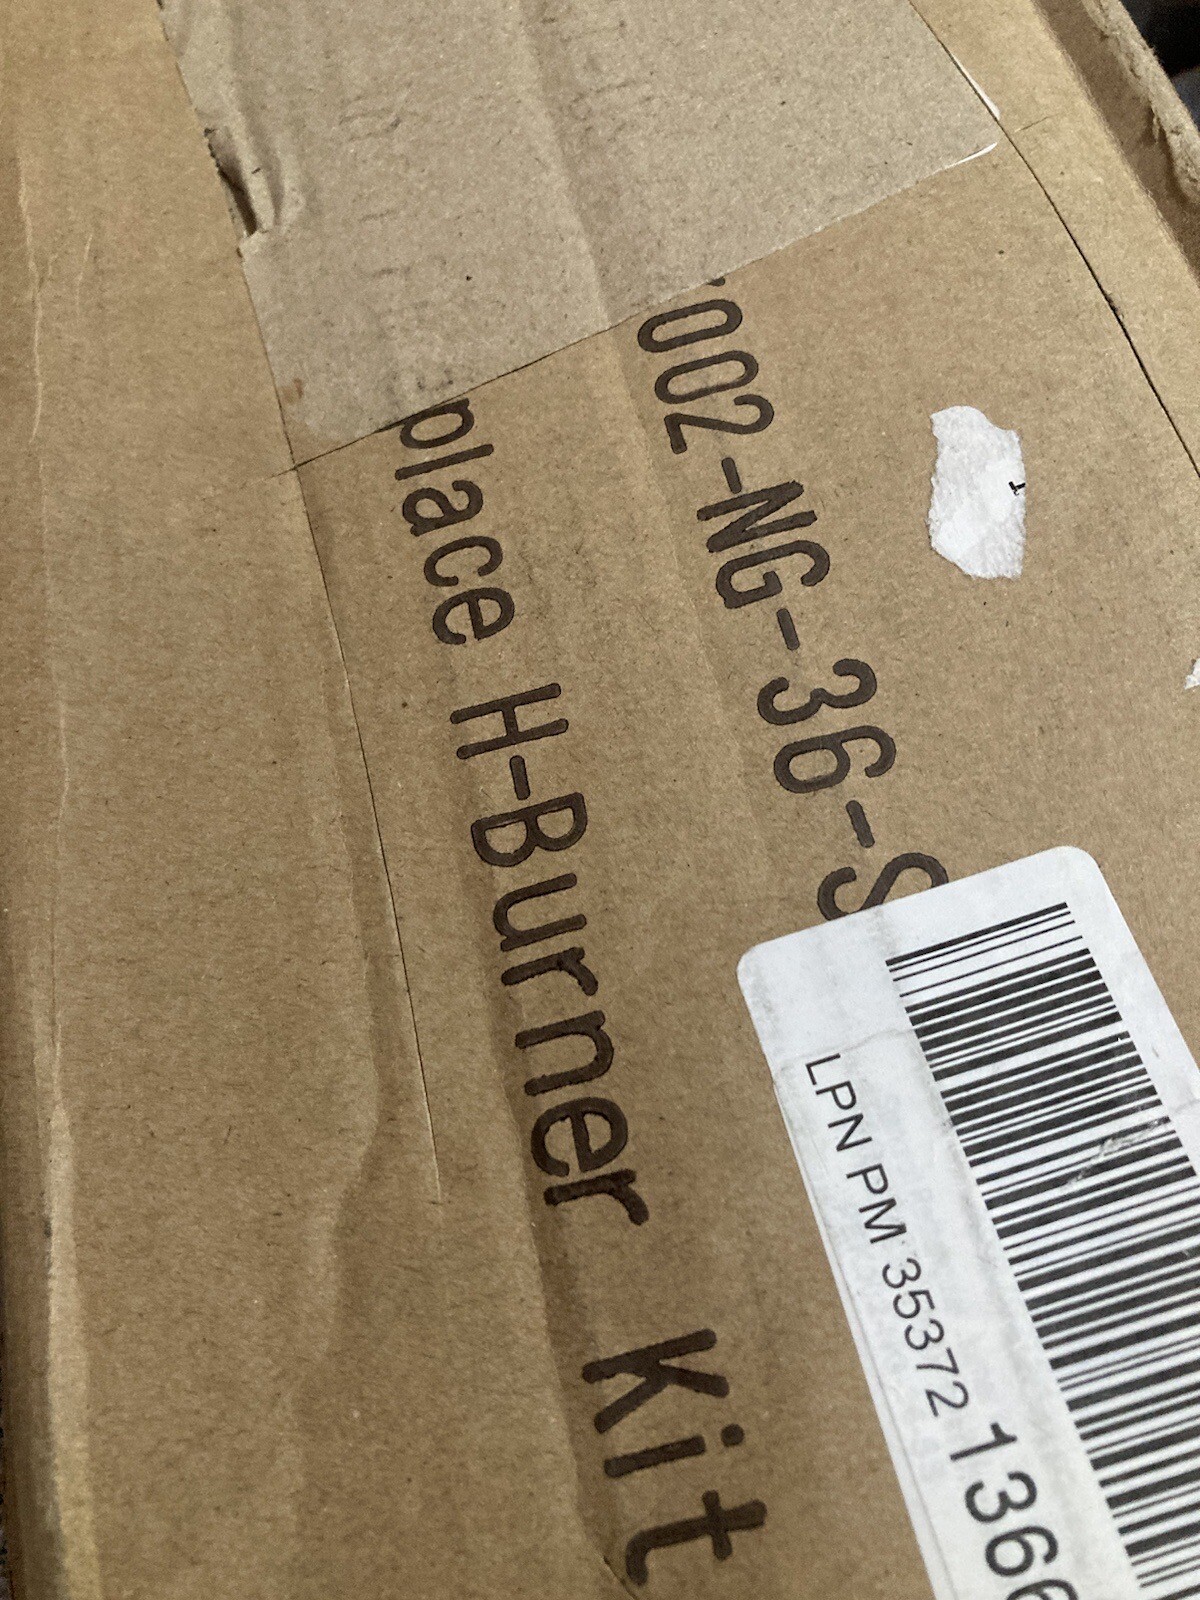 002-NG-36-S
place H-Burner Kit
LPN PM 35372 136